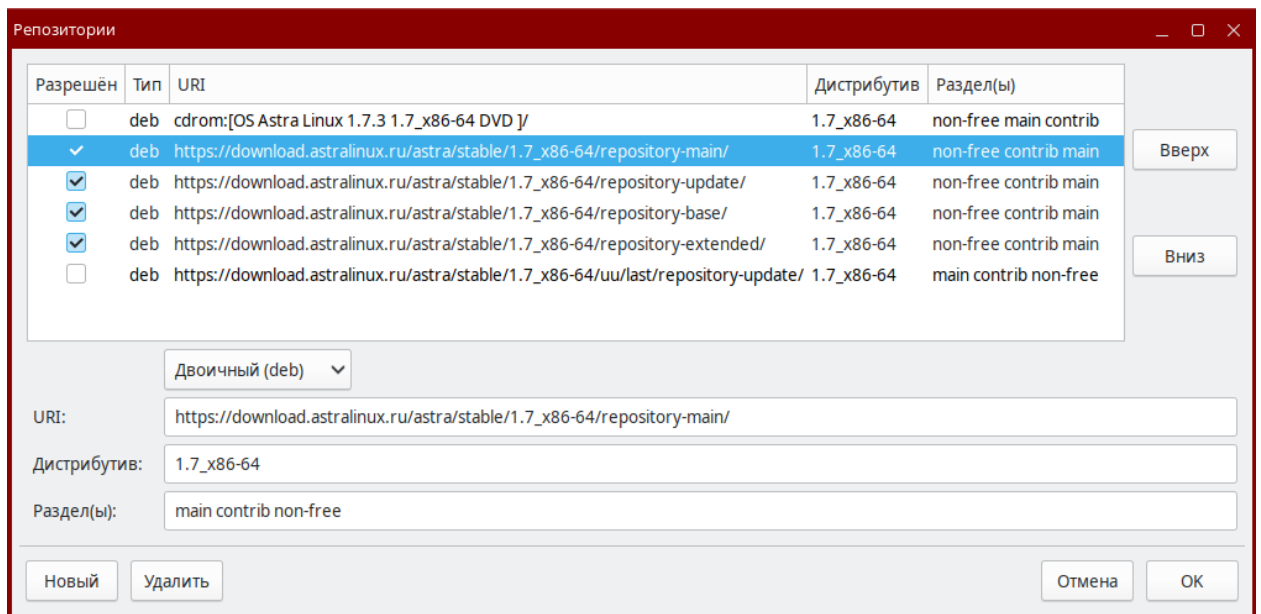 Репозитории
Разрешён Тип URI Дистрибутив Раздел(ы)
deb cdrom:[OS Astra Linux 1.7.3 1.7_x86-64 DVD ]/ 1.7_x86-64 non-free main contrib
deb https://download.astralinux.ru/astra/stable/1.7_x86-64/repository-main/ 1.7_x86-64 non-free contrib main
deb https://download.astralinux.ru/astra/stable/1.7_x86-64/repository-update/ 1.7_x86-64 non-free contrib main
deb https://download.astralinux.ru/astra/stable/1.7_x86-64/repository-base/ 1.7_x86-64 non-free contrib main
deb https://download.astralinux.ru/astra/stable/1.7_x86-64/repository-extended/ 1.7_x86-64 non-free contrib main
deb https://download.astralinux.ru/astra/stable/1.7_x86-64/uu/last/repository-update/ 1.7_x86-64 main contrib non-free
Вверх
Вниз
Двоичный (deb)
URI: https://download.astralinux.ru/astra/stable/1.7_x86-64/repository-main/
Дистрибутив: 1.7_x86-64
Раздел(ы): main contrib non-free
Новый Удалить Отмена OK